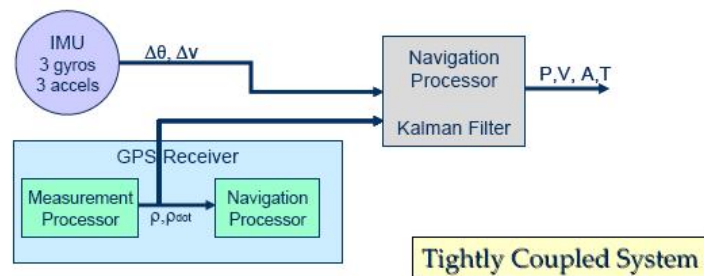 IMU
3 gyros
3 accels
Δθ, Δv
Navigation
Processor
Kalman Filter
P,V, A,T
GPS Receiver
Measurement
Processor
ρ,ρdot
Navigation
Processor
Tightly Coupled System